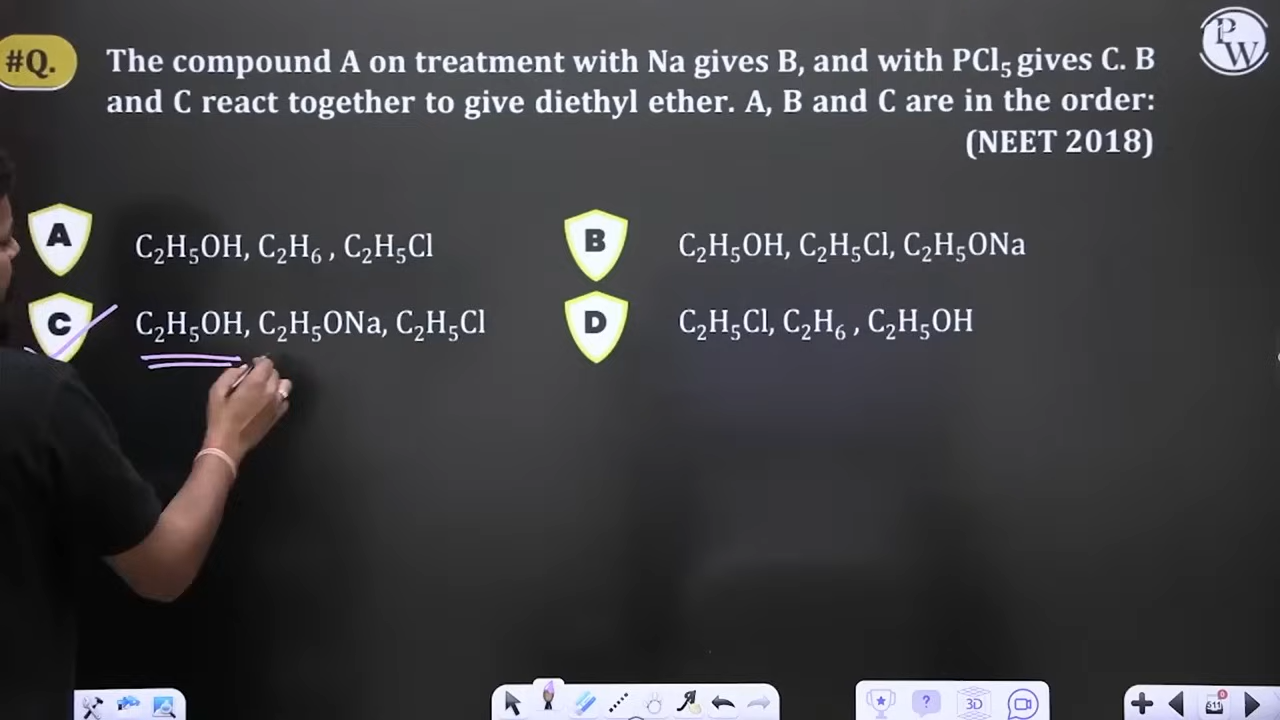 #Q.
The compound A on treatment with Na gives B, and with PCl₅ gives C. B
and C react together to give diethyl ether. A, B and C are in the order:
(NEET 2018)
PW
A C₂H₅OH, C₂H₆ , C₂H₅Cl
B C₂H₅OH, C₂H₅Cl, C₂H₅ONa
C C₂H₅OH, C₂H₅ONa, C₂H₅Cl
D C₂H₅Cl, C₂H₆ , C₂H₅OH
?
3D
511